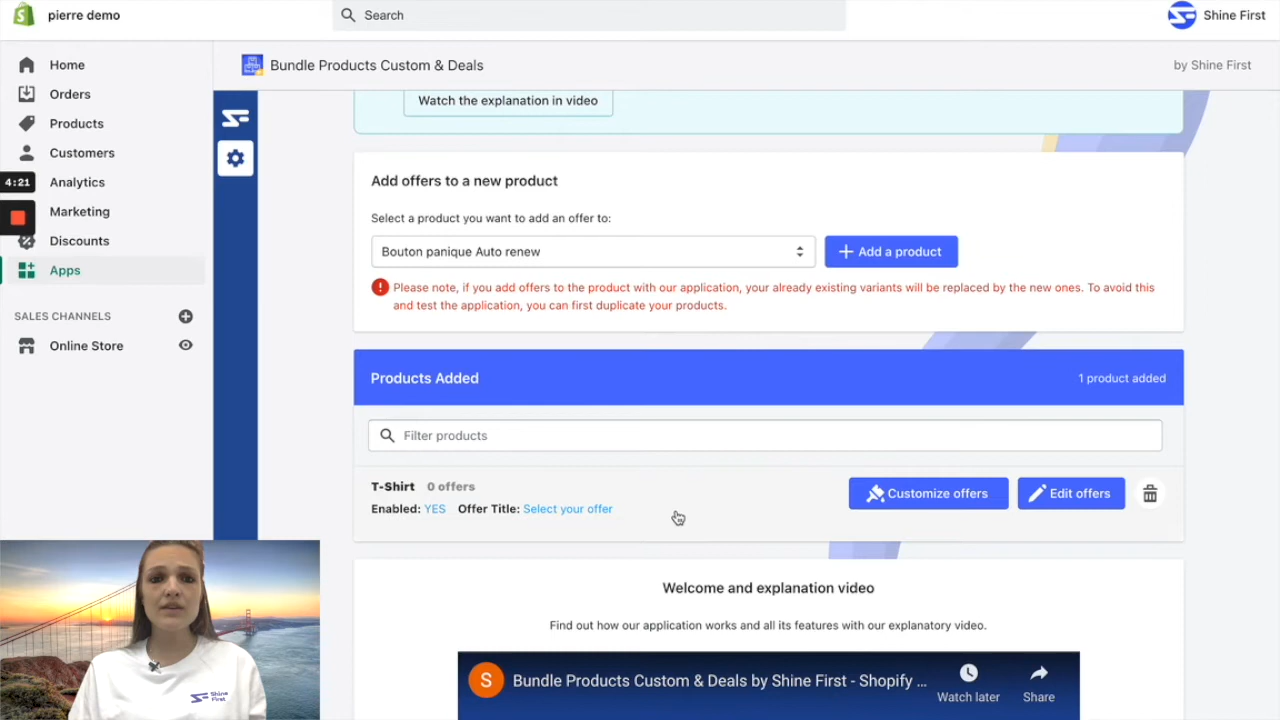 pierre demo
Search
Shine First
Home
Orders
Products
Customers
4:21
Analytics
Marketing
Discounts
Apps
SALES CHANNELS
Online Store
Bundle Products Custom & Deals
by Shine First
Watch the explanation in video
Add offers to a new product
Select a product you want to add an offer to:
Bouton panique Auto renew
Add a product
Please note, if you add offers to the product with our application, your already existing variants will be replaced by the new ones. To avoid this
and test the application, you can first duplicate your products.
Products Added
1 product added
Filter products
T-Shirt 0 offers
Enabled: YES Offer Title: Select your offer
Customize offers
Edit offers
Welcome and explanation video
Find out how our application works and all its features with our explanatory video.
S
Bundle Products Custom & Deals by Shine First - Shopify ...
Watch later
Share
Shine
First